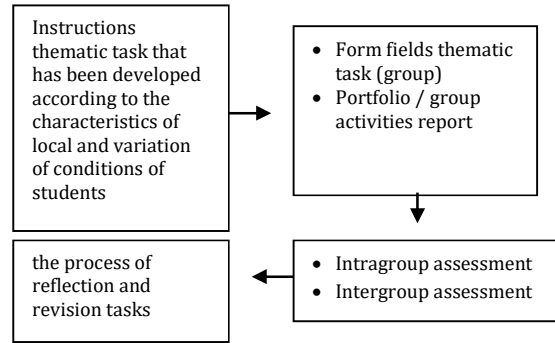 Instructions
thematic task that
has been developed
according to the
characteristics of
local and variation
of conditions of
students
• Form fields thematic
task (group)
• Portfolio / group
activities report
• Intragroup assessment
• Intergroup assessment
the process of
reflection and
revision tasks